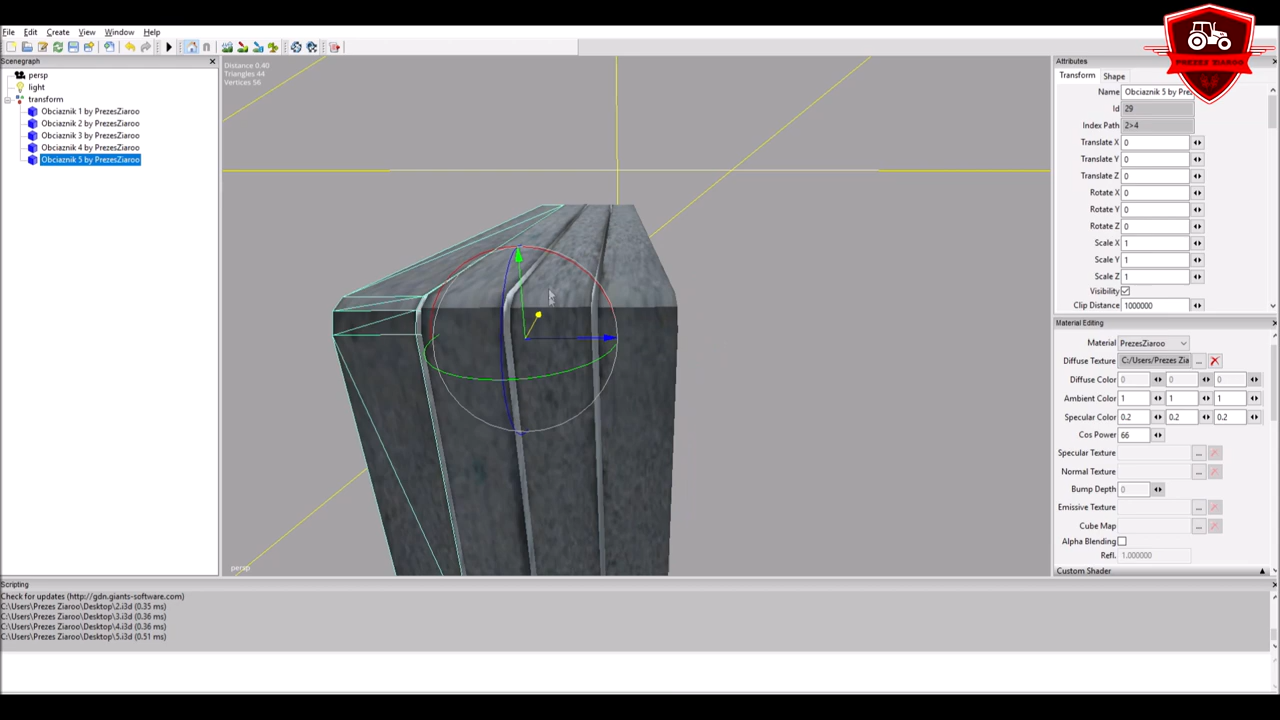 File Edit Create View Window Help
PREZES ZIAROO
Scenegraph
persp
light
transform
Obciaznik 1 by PrezesZiaroo
Obciaznik 2 by PrezesZiaroo
Obciaznik 3 by PrezesZiaroo
Obciaznik 4 by PrezesZiaroo
Obciaznik 5 by PrezesZiaroo
Distance 0.40
Triangles 44
Vertices 56
persp
Attributes
Transform Shape
Name Obciaznik 5 by Prez
Id 29
Index Path 2>4
Translate X 0
Translate Y 0
Translate Z 0
Rotate X 0
Rotate Y 0
Rotate Z 0
Scale X 1
Scale Y 1
Scale Z 1
Visibility
Clip Distance 1000000
Material Editing
Material PrezesZiaroo
Diffuse Texture C:/Users/Prezes Zia ...
Diffuse Color 0 0 0
Ambient Color 1 1 1
Specular Color 0.2 0.2 0.2
Cos Power 66
Specular Texture ...
Normal Texture ...
Bump Depth 0
Emissive Texture ...
Cube Map ...
Alpha Blending
Refl. 1.000000
Custom Shader
Scripting
Check for updates (http://gdn.giants-software.com)
C:\Users\Prezes Ziaroo\Desktop\2.i3d (0.35 ms)
C:\Users\Prezes Ziaroo\Desktop\3.i3d (0.36 ms)
C:\Users\Prezes Ziaroo\Desktop\4.i3d (0.36 ms)
C:\Users\Prezes Ziaroo\Desktop\5.i3d (0.51 ms)